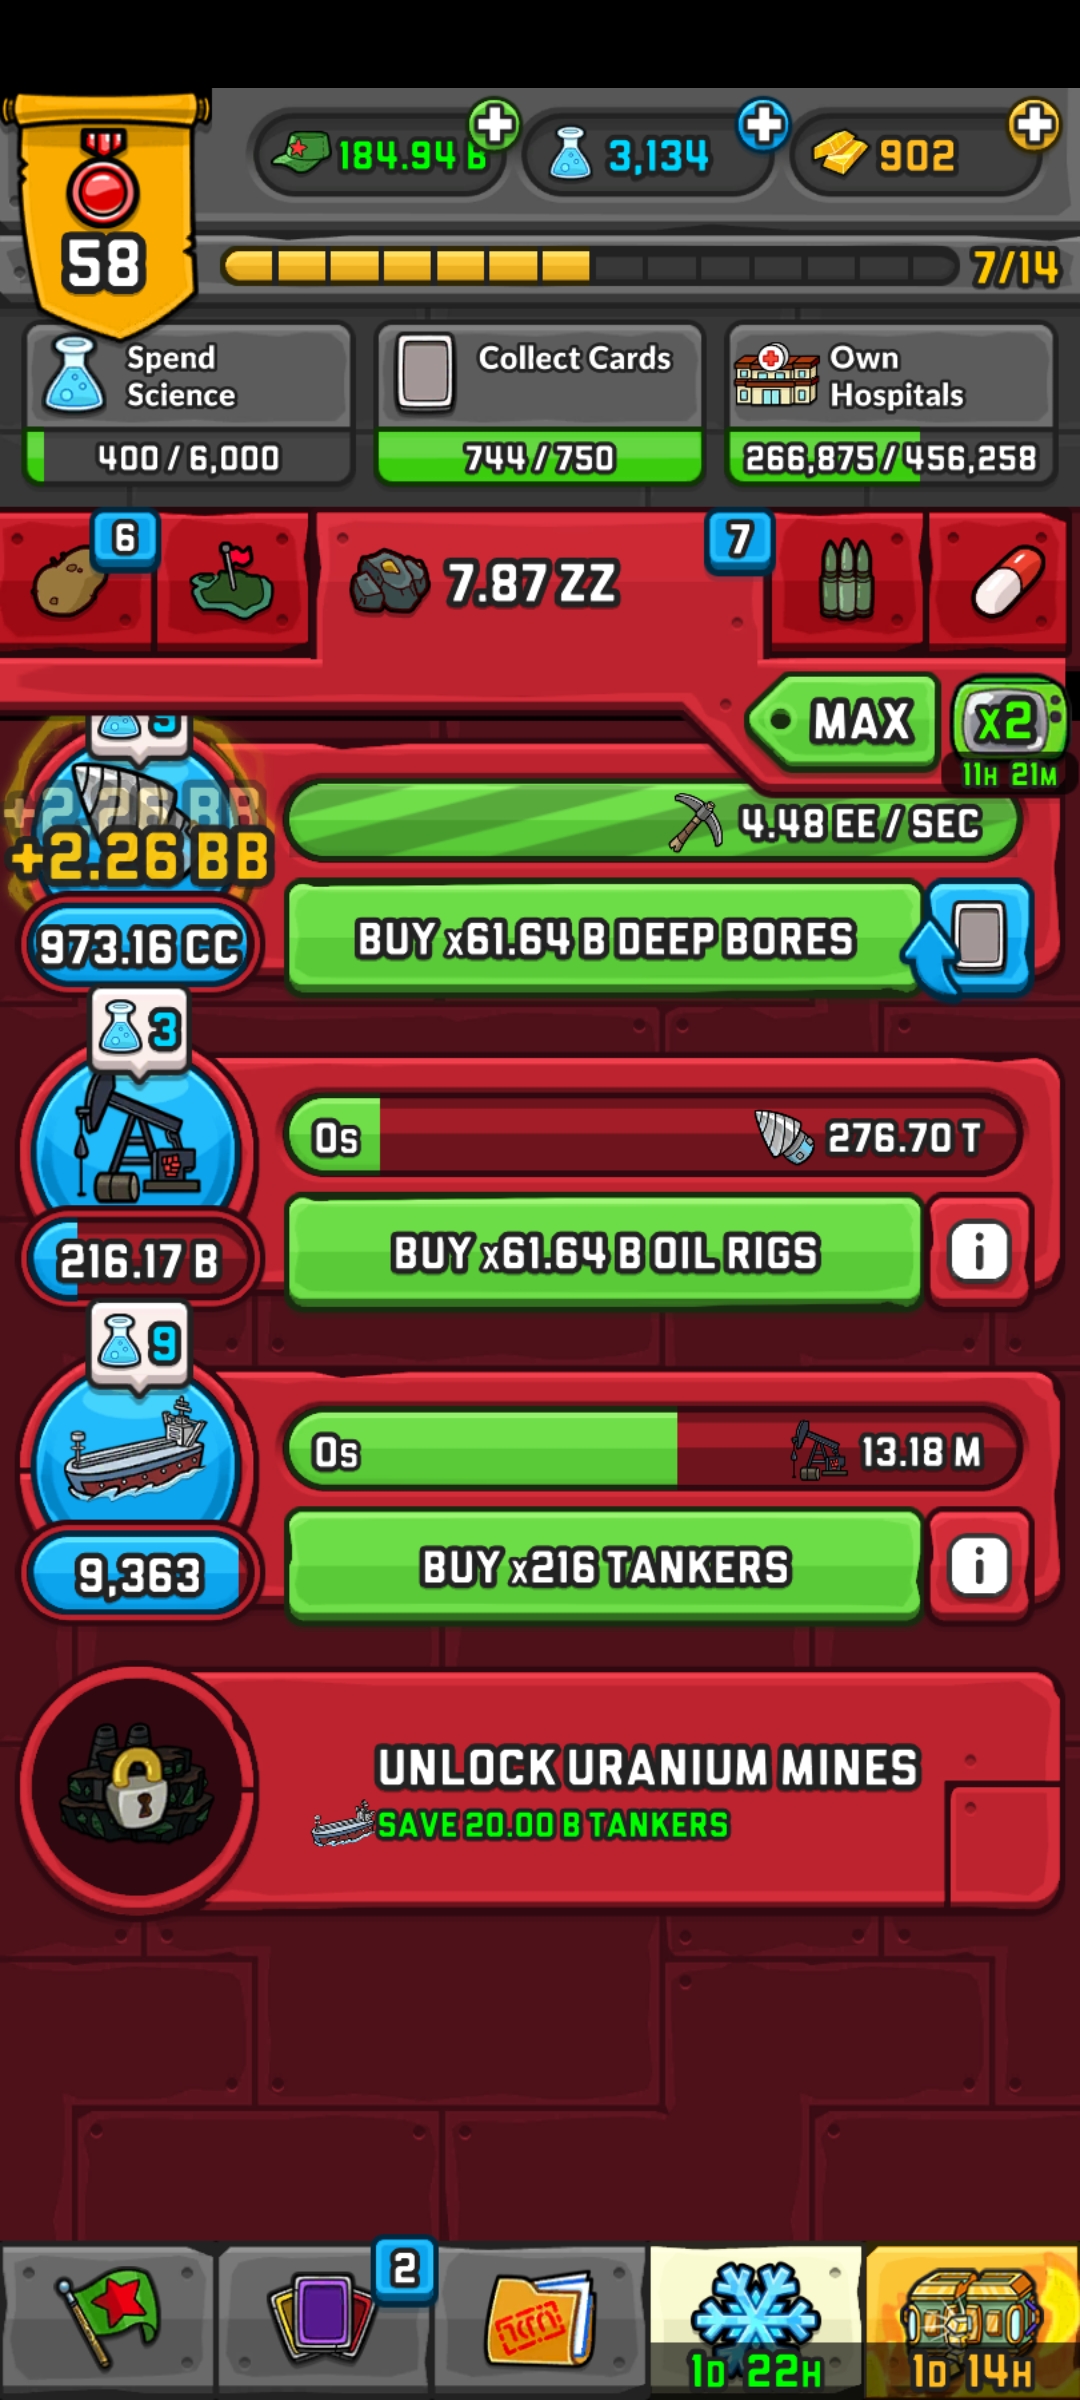 58
184.94 B
3,134
902
7/14
Spend
Science
400 / 6,000
Collect Cards
744 / 750
Own
Hospitals
266,875 / 456,258
6
7.87 ZZ
7
MAX
x2
11H 21M
+2.26 BB
+2.26 BB
4.48 EE / SEC
973.16 CC
BUY x61.64 B DEEP BORES
3
0s
276.70 T
216.17 B
BUY x61.64 B OIL RIGS
i
9
0s
13.18 M
9,363
BUY x216 TANKERS
i
UNLOCK URANIUM MINES
SAVE 20.00 B TANKERS
2
1D 22H
1D 14H